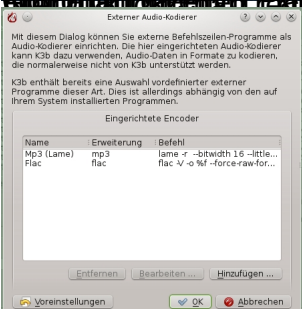 Externer Audio-Kodierer
Mit diesem Dialog können Sie externe Befehlszeilen-Programme als
Audio-Kodierer einrichten. Die hier eingerichteten Audio-Kodierer
kann K3b dazu verwenden, Audio-Daten in Formate zu kodieren,
die normalerweise nicht von K3b unterstützt werden.
K3b enthält bereits eine Auswahl vordefinierter externer
Programme dieser Art. Dies ist allerdings abhängig von den auf
Ihrem System installierten Programmen.
Eingerichtete Encoder
Name Erweiterung Befehl
Mp3 (Lame) mp3 lame -r --bitwidth 16 --little...
Flac flac flac -V -o %f --force-raw-for...
Entfernen Bearbeiten ... Hinzufügen ...
Voreinstellungen OK Abbrechen